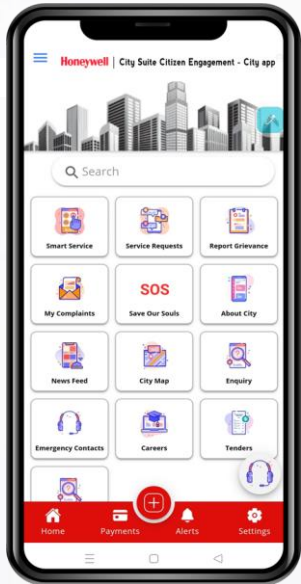 Honeywell | City Suite Citizen Engagement - City app
Search
Smart Service
Service Requests
Report Grievance
My Complaints
SOS
Save Our Souls
About City
News Feed
City Map
Enquiry
Emergency Contacts
Careers
Tenders
Home
Payments
Alerts
Settings